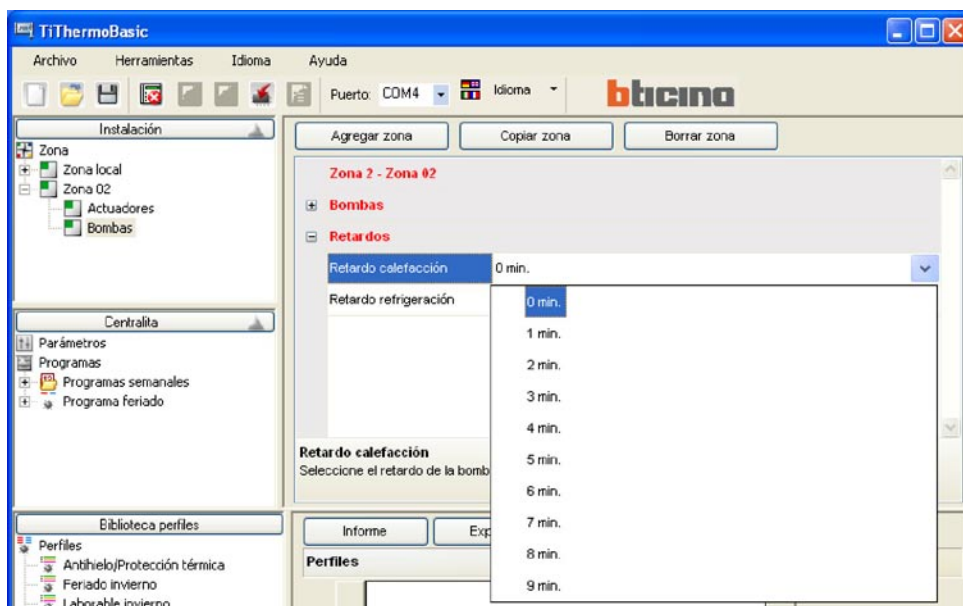 TiThermoBasic
Archivo Herramientas Idioma Ayuda
Puerto: COM4 Idioma bticino
Instalación
Zona
Zona local
Zona 02
Actuadores
Bombas
Centralita
Parámetros
Programas
Programas semanales
Programa feriado
Biblioteca perfiles
Perfiles
Antihielo/Protección térmica
Feriado invierno
Laborable invierno
Agregar zona Copiar zona Borrar zona
Zona 2 - Zona 02
Bombas
Retardos
Retardo calefacción 0 min.
Retardo refrigeración
0 min.
1 min.
2 min.
3 min.
4 min.
5 min.
6 min.
7 min.
8 min.
9 min.
Retardo calefacción
Seleccione el retardo de la bomb
Informe Exp
Perfiles